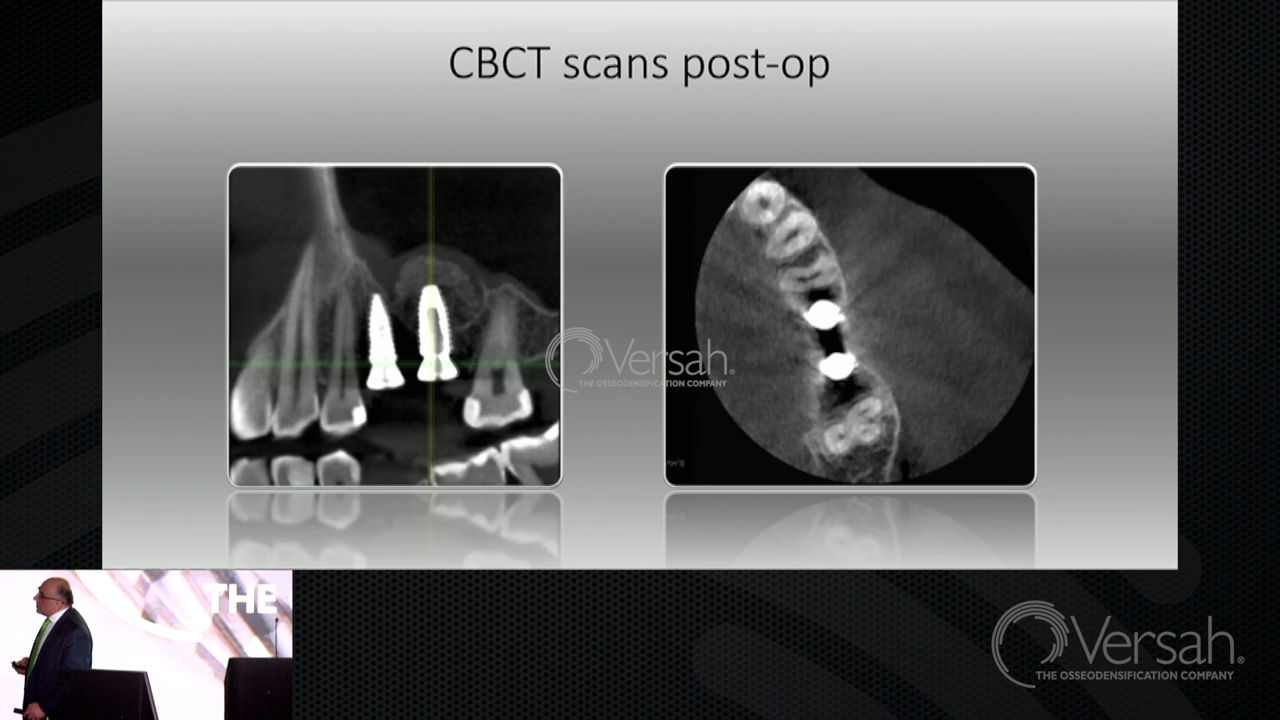 CBCT scans post-op
Versah.
THE OSSEODENSIFICATION COMPANY
THE
Versah.
THE OSSEODENSIFICATION COMPANY